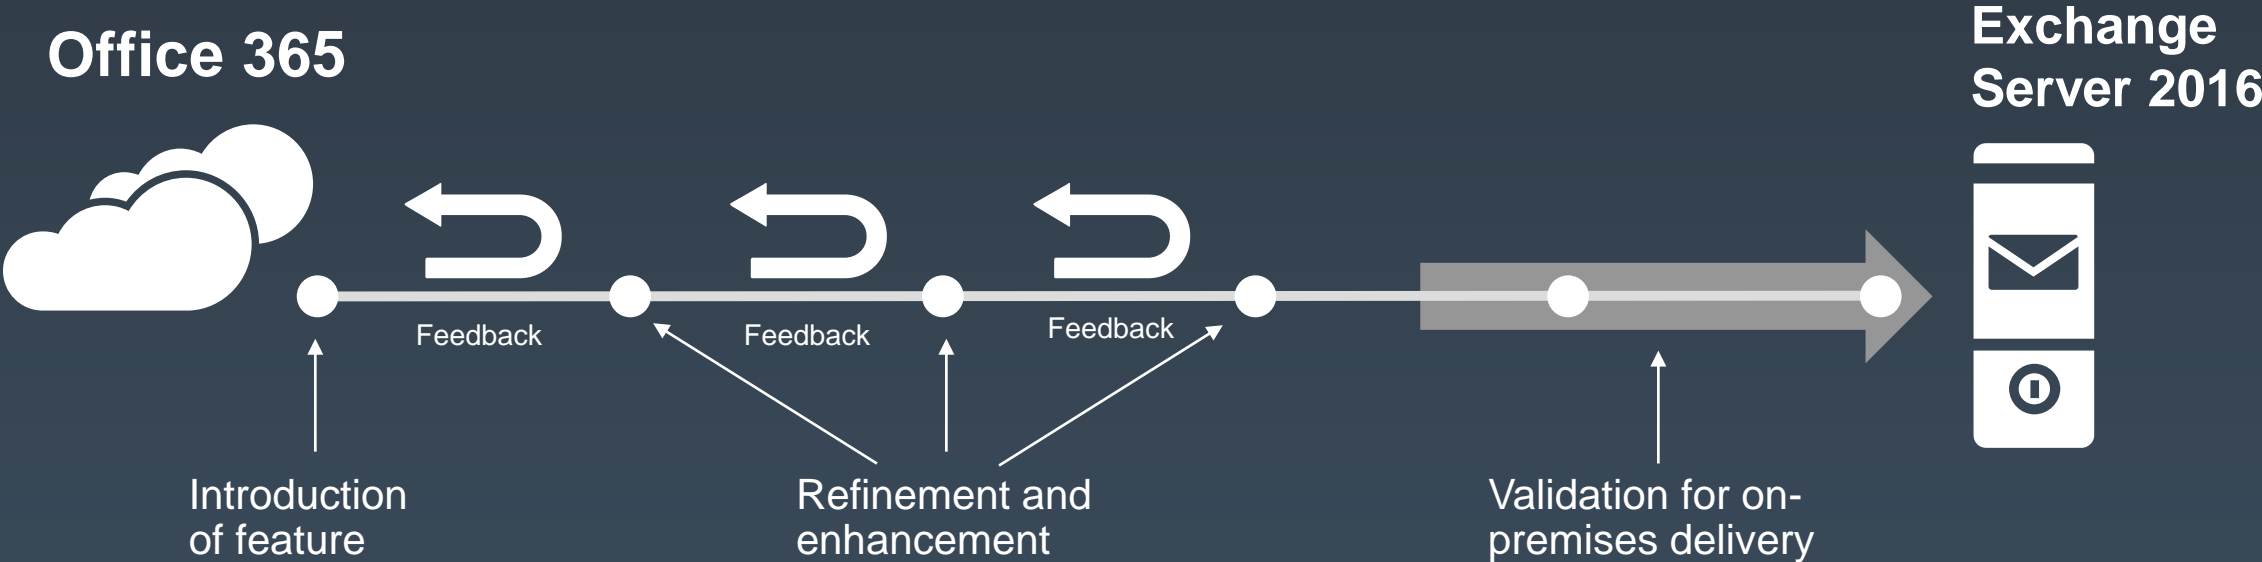 Office 365
Exchange
Server 2016
Feedback
Feedback
Feedback
Introduction
of feature
Refinement and
enhancement
Validation for on-
premises delivery